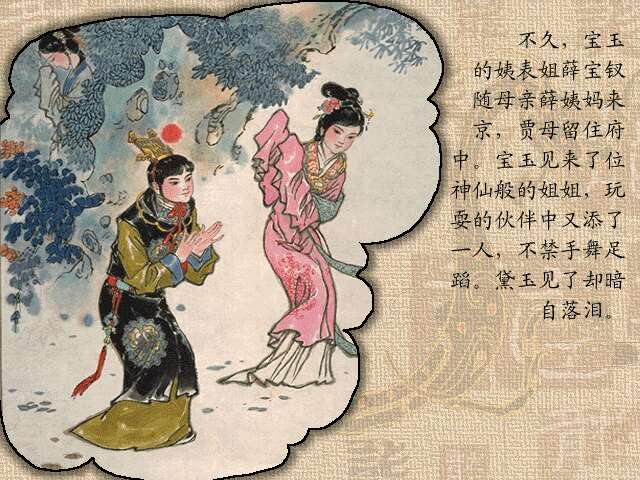 不久，宝玉
的姨表姐薛宝钗
随母亲薛姨妈来
京，贾母留住府
中。宝玉见来了位
神仙般的姐姐，玩
耍的伙伴中又添了
一人，不禁手舞足
蹈。黛玉见了却暗
自落泪。